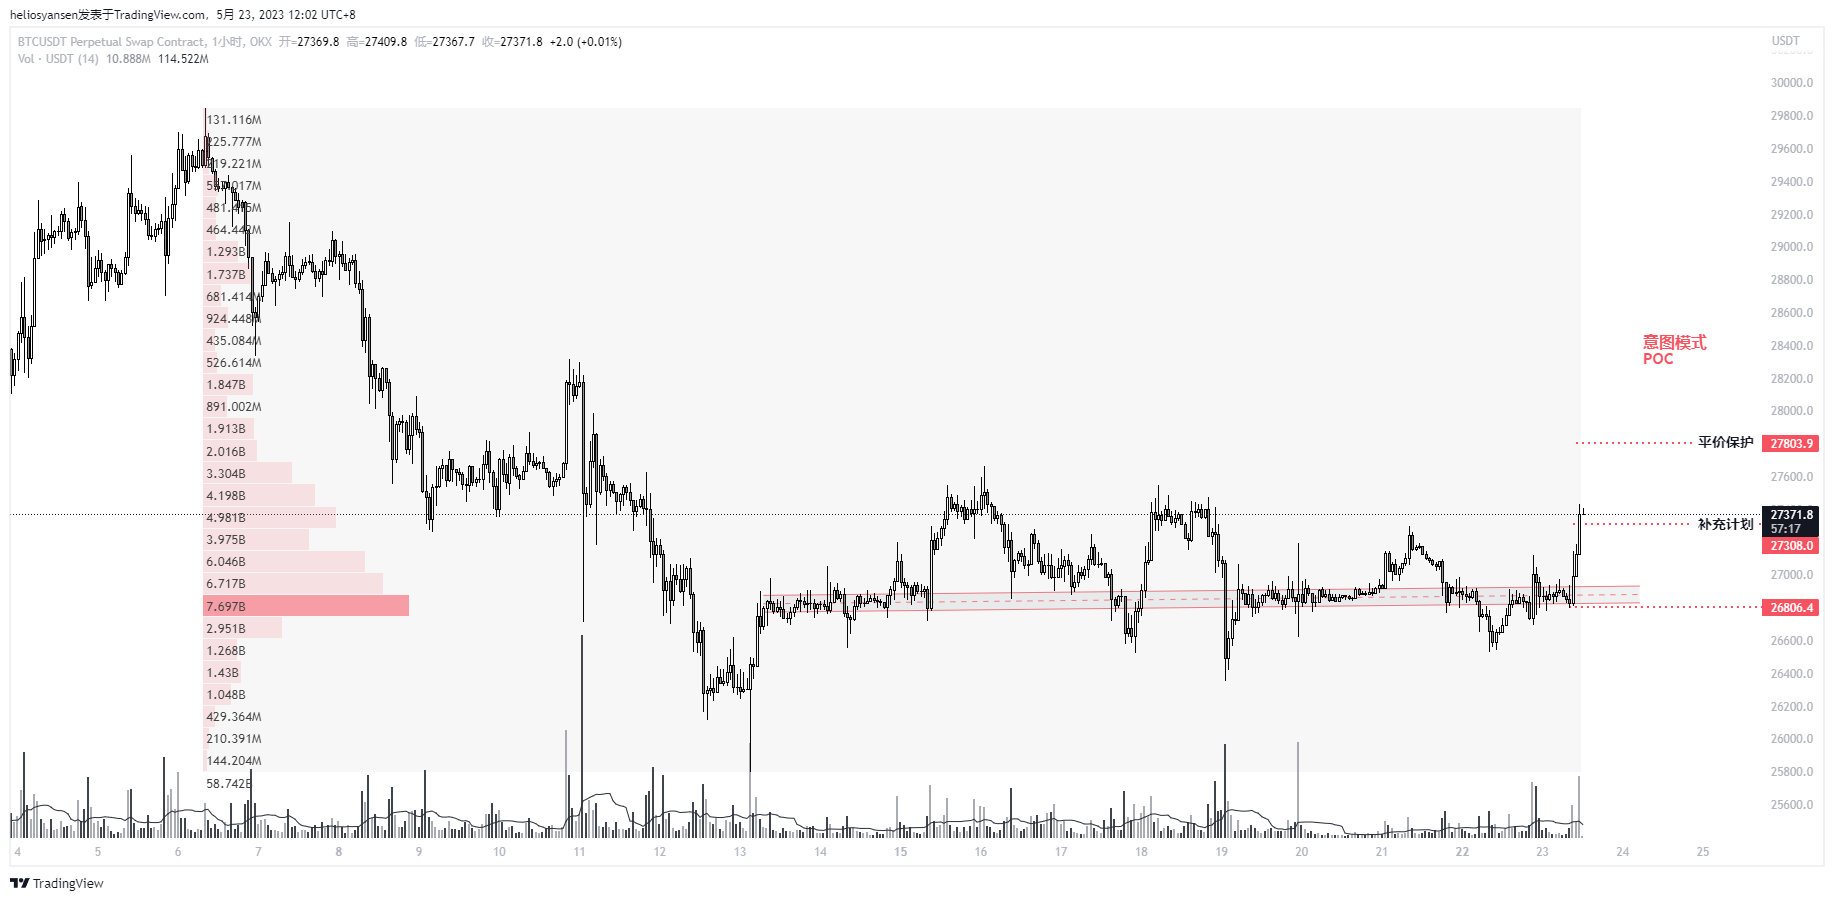 heliosyansen发表于TradingView.com, 5月 23, 2023 12:02 UTC+8
BTCUSDT Perpetual Swap Contract, 1小时, OKX 开=27369.8 高=27409.8 低=27367.7 收=27371.8 +2.0 (+0.01%)
Vol · USDT (14) 10.888M 114.522M
USDT
30000.0
29800.0
29600.0
29400.0
29200.0
29000.0
28800.0
28600.0
28400.0
28200.0
28000.0
27600.0
27000.0
26600.0
26400.0
26200.0
26000.0
25800.0
25600.0
131.116M
225.777M
481.415M
464.442M
1.293B
1.737B
681.414M
924.448M
435.084M
526.614M
1.847B
891.002M
1.913B
2.016B
3.304B
4.198B
4.981B
3.975B
6.046B
6.717B
7.697B
2.951B
1.268B
1.43B
1.048B
429.364M
210.391M
144.204M
58.742B
意图模式
POC
平价保护 27803.9
补充计划 27371.8
57:17
27308.0
26806.4
4 5 6 7 8 9 10 11 12 13 14 15 16 17 18 19 20 21 22 23 24 25
TradingView